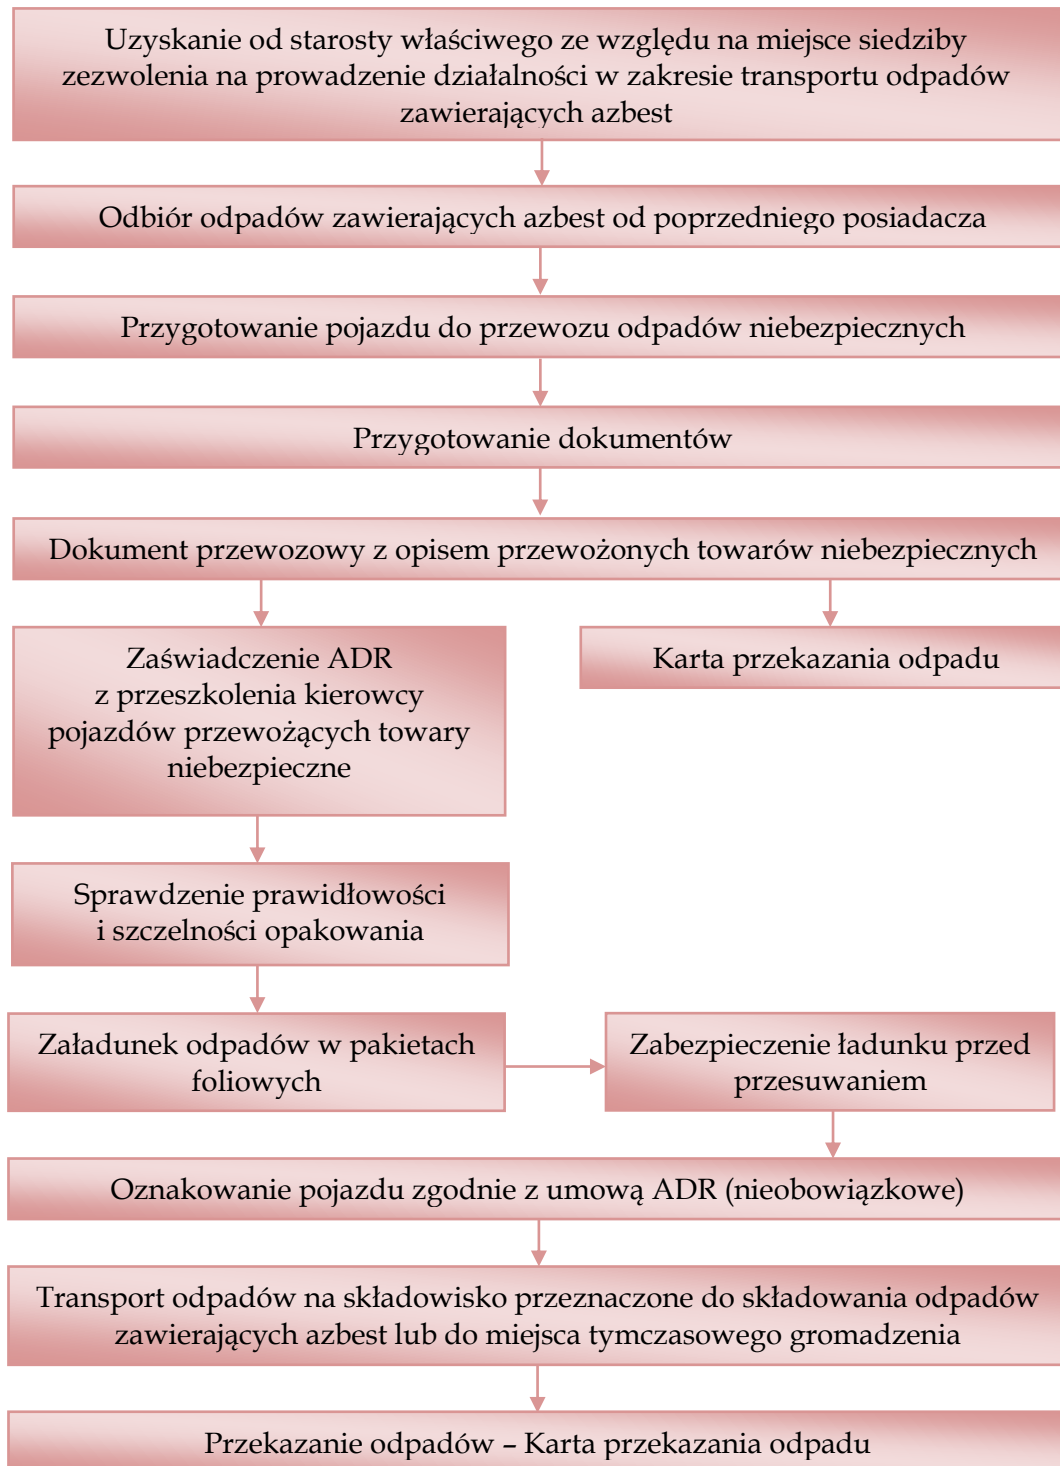 Uzyskanie od starosty właściwego ze względu na miejsce siedziby
zezwolenia na prowadzenie działalności w zakresie transportu odpadów
zawierających azbest
Odbiór odpadów zawierających azbest od poprzedniego posiadacza
Przygotowanie pojazdu do przewozu odpadów niebezpiecznych
Przygotowanie dokumentów
Dokument przewozowy z opisem przewożonych towarów niebezpiecznych
Zaświadczenie ADR
z przeszkolenia kierowcy
pojazdów przewożących towary
niebezpieczne
Karta przekazania odpadu
Sprawdzenie prawidłowości
i szczelności opakowania
Załadunek odpadów w pakietach
foliowych
Zabezpieczenie ładunku przed
przesuwaniem
Oznakowanie pojazdu zgodnie z umową ADR (nieobowiązkowe)
Transport odpadów na składowisko przeznaczone do składowania odpadów
zawierających azbest lub do miejsca tymczasowego gromadzenia
Przekazanie odpadów – Karta przekazania odpadu